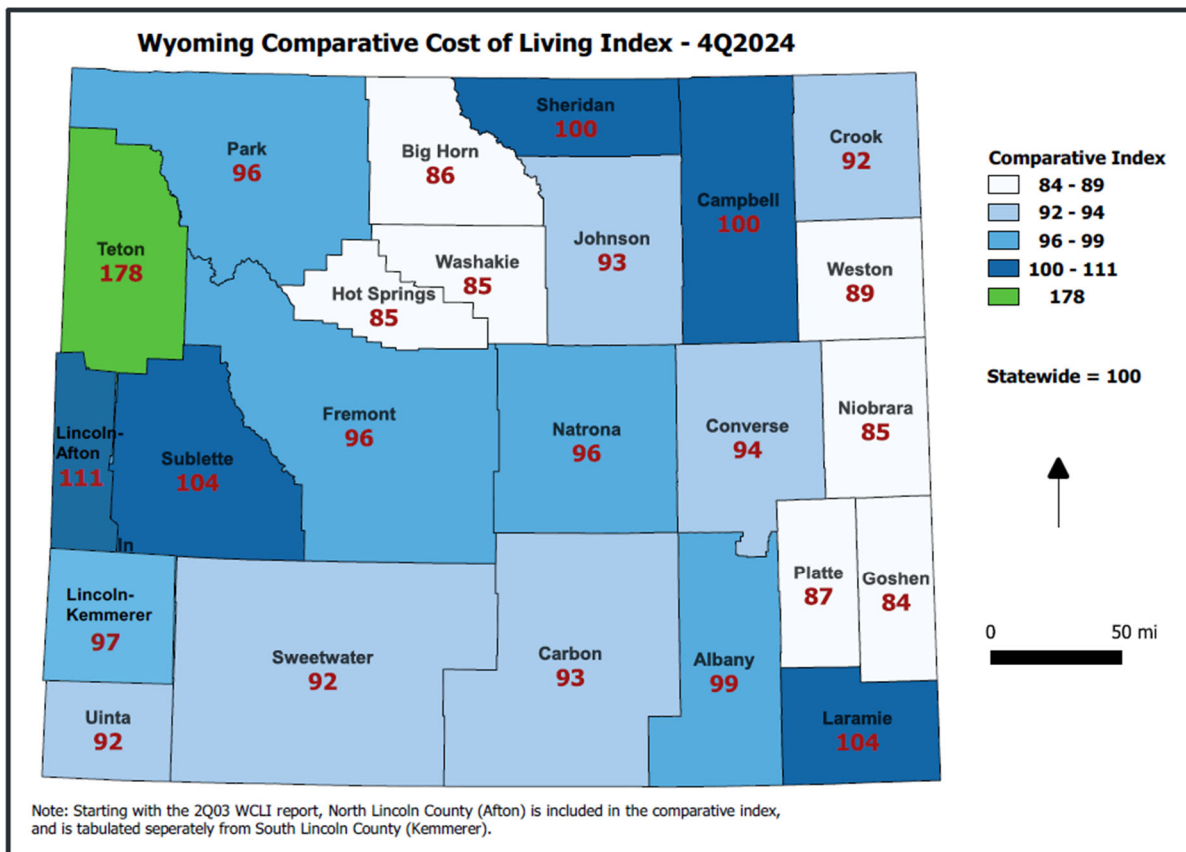 Wyoming Comparative Cost of Living Index - 4Q2024
Sheridan
100
Park
96
Big Horn
86
Campbell
100
Crook
92
Teton
178
Washakie
85
Hot Springs
85
Johnson
93
Weston
89
Lincoln-
Afton
111
Sublette
104
In
Fremont
96
Natrona
96
Converse
94
Niobrara
85
Lincoln-
Kemmerer
97
Uinta
92
Sweetwater
92
Carbon
93
Albany
99
Platte
87
Goshen
84
Laramie
104
Comparative Index
84 - 89
92 - 94
96 - 99
100 - 111
178
Statewide = 100
0 50 mi
Note: Starting with the 2Q03 WCLI report, North Lincoln County (Afton) is included in the comparative index,
and is tabulated seperately from South Lincoln County (Kemmerer).